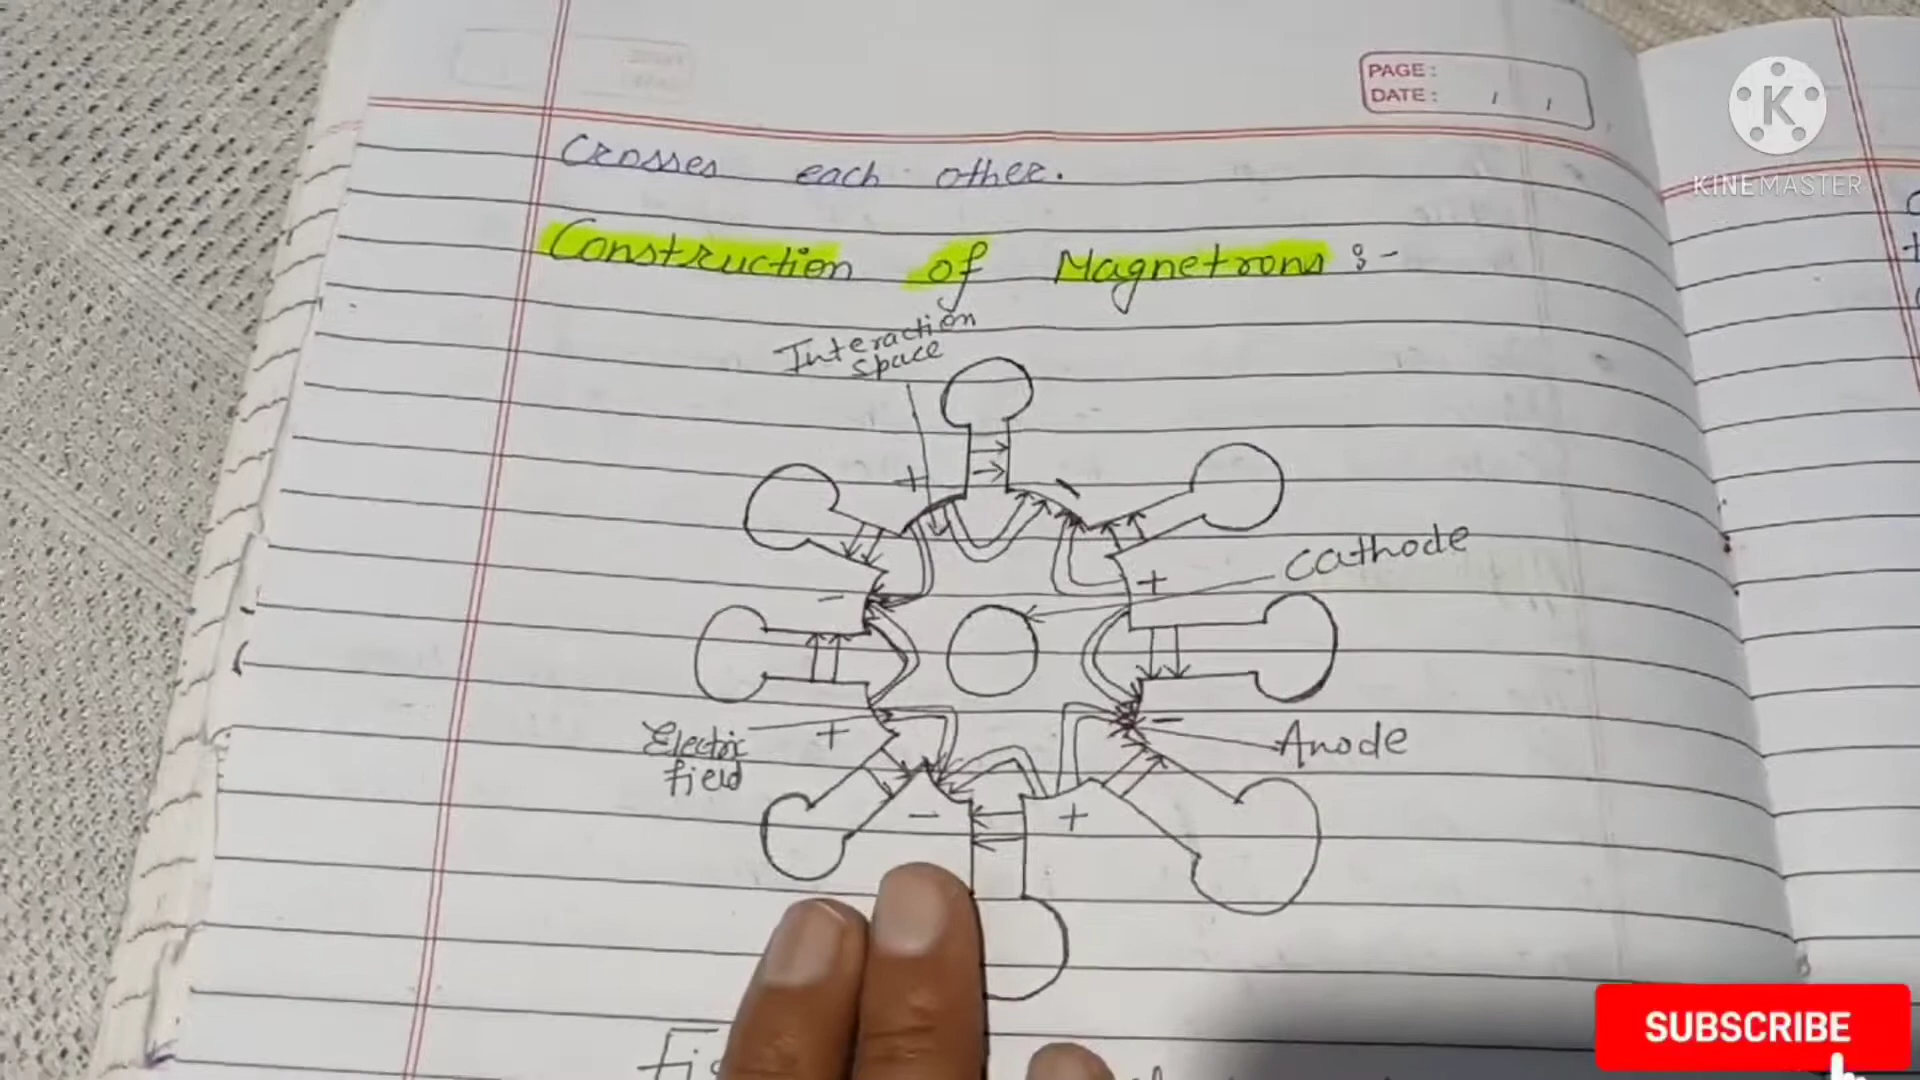 PAGE:
DATE: / /
KINEMASTER
Crosses each other.
Construction of Magnetrons :-
Interaction
space
+
-
Cathode
-
+
Electric
field
+
-
Anode
-
+
SUBSCRIBE